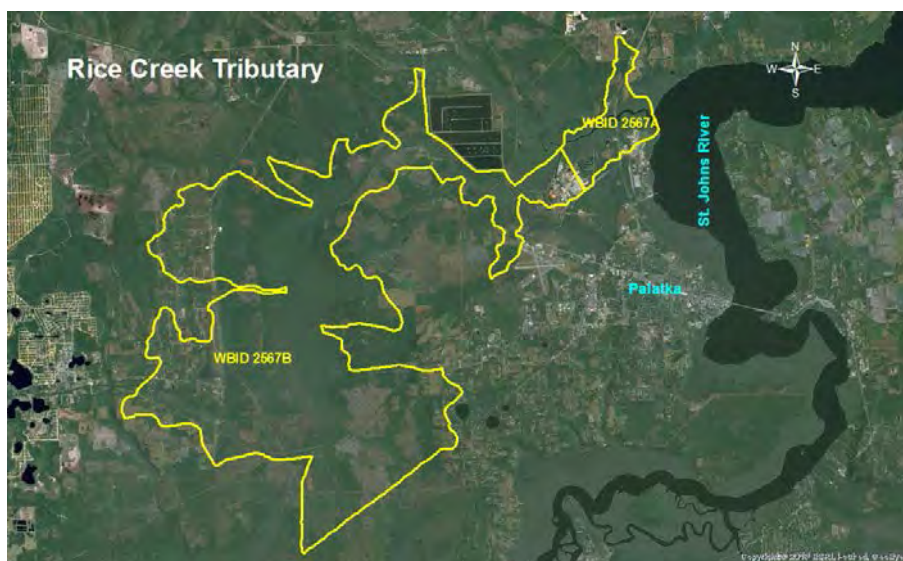 Rice Creek Tributary
N
W E
S
WBID 2567A
St. Johns River
Palatka
WBID 2567B